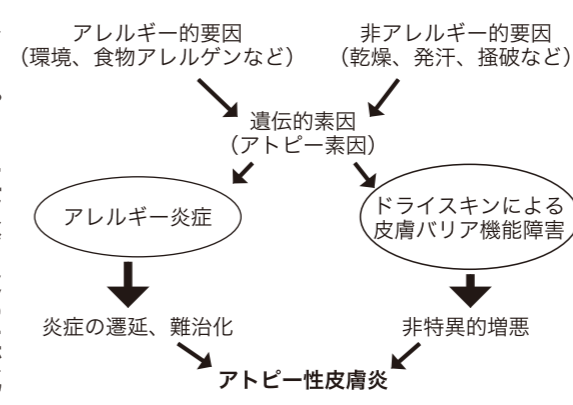 アレルギー的要因
（環境、食物アレルゲンなど）
非アレルギー的要因
（乾燥、発汗、掻破など）
遺伝的素因
（アトピー素因）
アレルギー炎症
ドライスキンによる
皮膚バリア機能障害
炎症の遷延、難治化
非特異的増悪
アトピー性皮膚炎